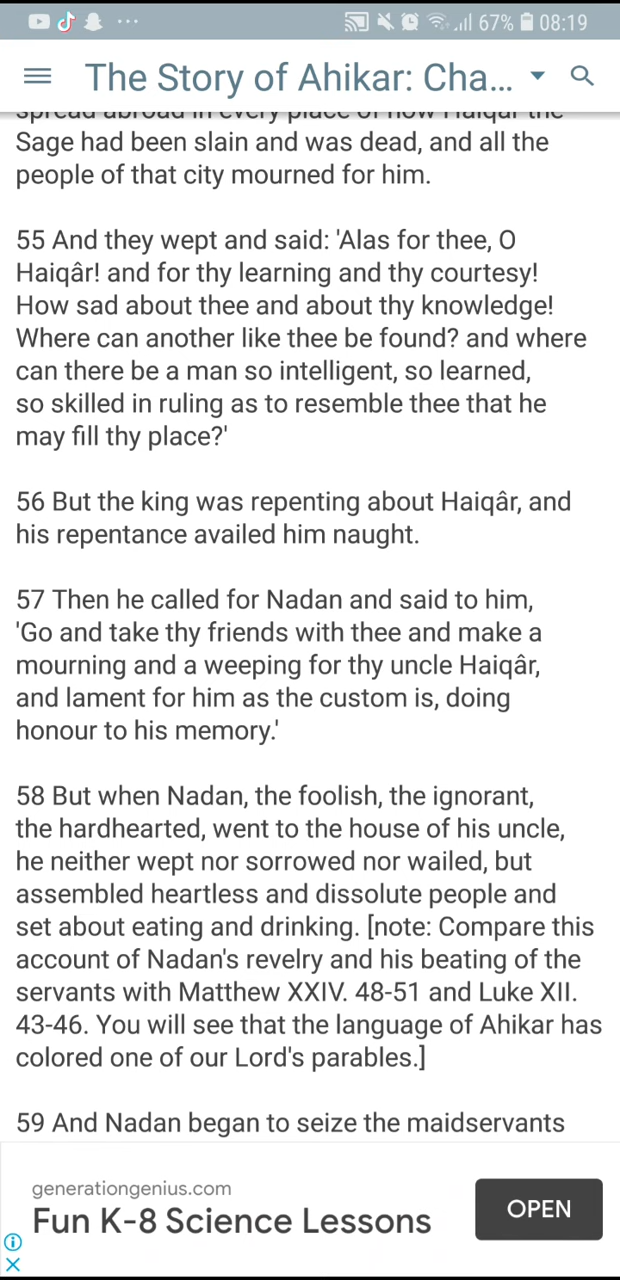 67% 08:19
The Story of Ahikar: Cha...
spread abroad in every place of how Haiqâr the
Sage had been slain and was dead, and all the
people of that city mourned for him.
55 And they wept and said: 'Alas for thee, O
Haiqâr! and for thy learning and thy courtesy!
How sad about thee and about thy knowledge!
Where can another like thee be found? and where
can there be a man so intelligent, so learned,
so skilled in ruling as to resemble thee that he
may fill thy place?'
56 But the king was repenting about Haiqâr, and
his repentance availed him naught.
57 Then he called for Nadan and said to him,
'Go and take thy friends with thee and make a
mourning and a weeping for thy uncle Haiqâr,
and lament for him as the custom is, doing
honour to his memory.'
58 But when Nadan, the foolish, the ignorant,
the hardhearted, went to the house of his uncle,
he neither wept nor sorrowed nor wailed, but
assembled heartless and dissolute people and
set about eating and drinking. [note: Compare this
account of Nadan's revelry and his beating of the
servants with Matthew XXIV. 48-51 and Luke XII.
43-46. You will see that the language of Ahikar has
colored one of our Lord's parables.]
59 And Nadan began to seize the maidservants
generationgenius.com
Fun K-8 Science Lessons
OPEN